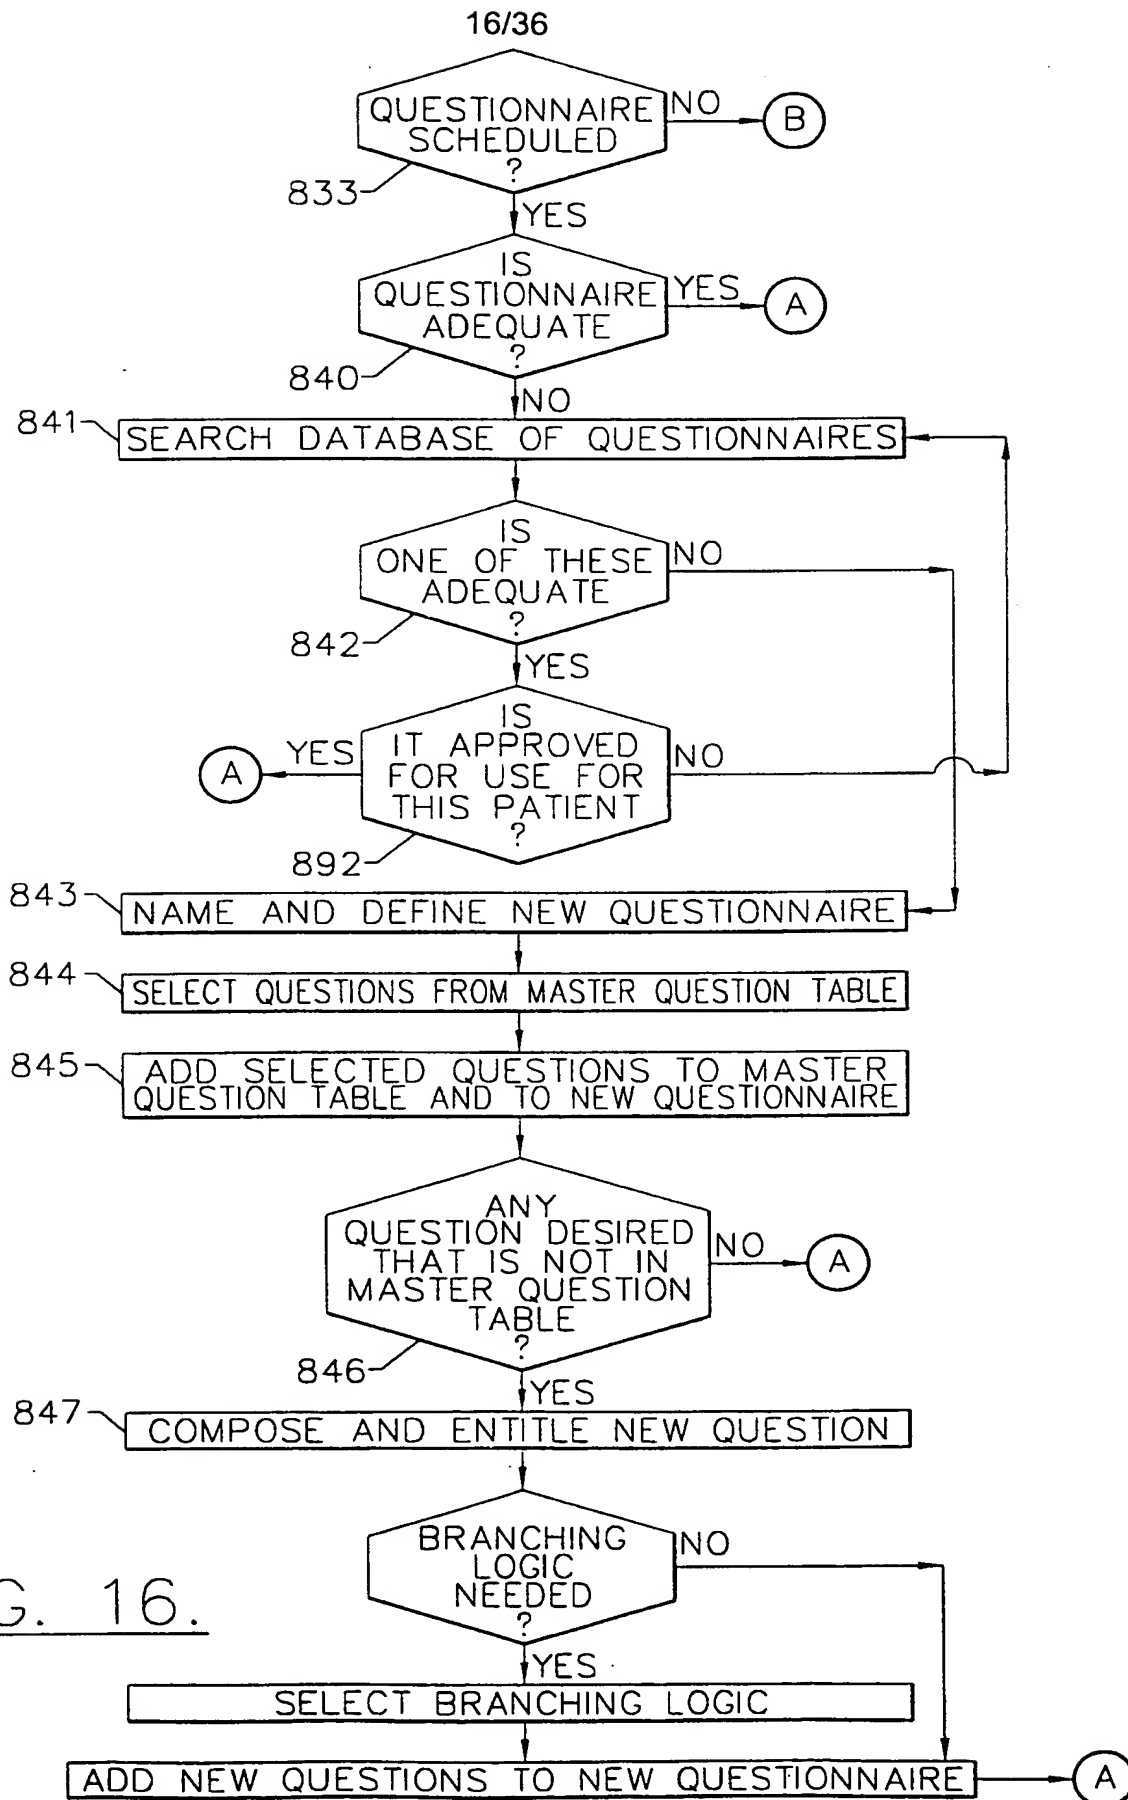 16/36
QUESTIONNAIRE
SCHEDULED
?
NO
B
833
YES
IS
QUESTIONNAIRE
ADEQUATE
?
YES
A
840
NO
841
SEARCH DATABASE OF QUESTIONNAIRES
IS
ONE OF THESE
ADEQUATE
?
NO
842
YES
IS
IT APPROVED
FOR USE FOR
THIS PATIENT
?
YES
A
NO
892
843
NAME AND DEFINE NEW QUESTIONNAIRE
844
SELECT QUESTIONS FROM MASTER QUESTION TABLE
845
ADD SELECTED QUESTIONS TO MASTER
QUESTION TABLE AND TO NEW QUESTIONNAIRE
ANY
QUESTION DESIRED
THAT IS NOT IN
MASTER QUESTION
TABLE
?
NO
A
846
YES
847
COMPOSE AND ENTITLE NEW QUESTION
BRANCHING
LOGIC
NEEDED
?
NO
G. 16.
YES
SELECT BRANCHING LOGIC
ADD NEW QUESTIONS TO NEW QUESTIONNAIRE
A